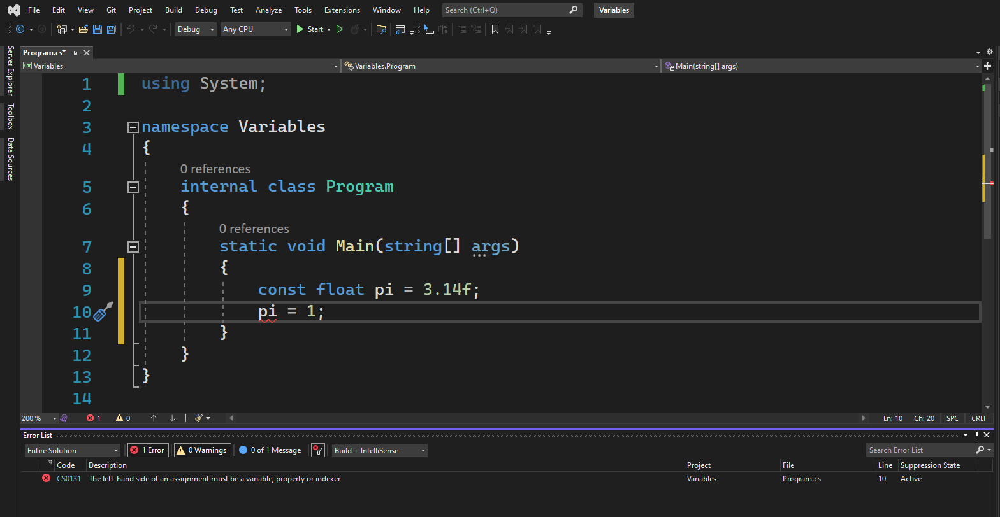 File Edit View Git Project Build Debug Test Analyze Tools Extensions Window Help Search (Ctrl+Q) Variables
Debug Any CPU Start
Server Explorer
Toolbox
Data Sources
Program.cs*
C# Variables Variables.Program Main(string[] args)
1 using System;
2
3 namespace Variables
4 {
0 references
5 internal class Program
6 {
0 references
7 static void Main(string[] args)
8 {
9 const float pi = 3.14f;
10 pi = 1;
11 }
12 }
13 }
14
200 % 1 0 Ln: 10 Ch: 20 SPC CRLF
Error List
Entire Solution 1 Error 0 Warnings 0 of 1 Message Build + IntelliSense Search Error List
Code Description Project File Line Suppression State
CS0131 The left-hand side of an assignment must be a variable, property or indexer Variables Program.cs 10 Active